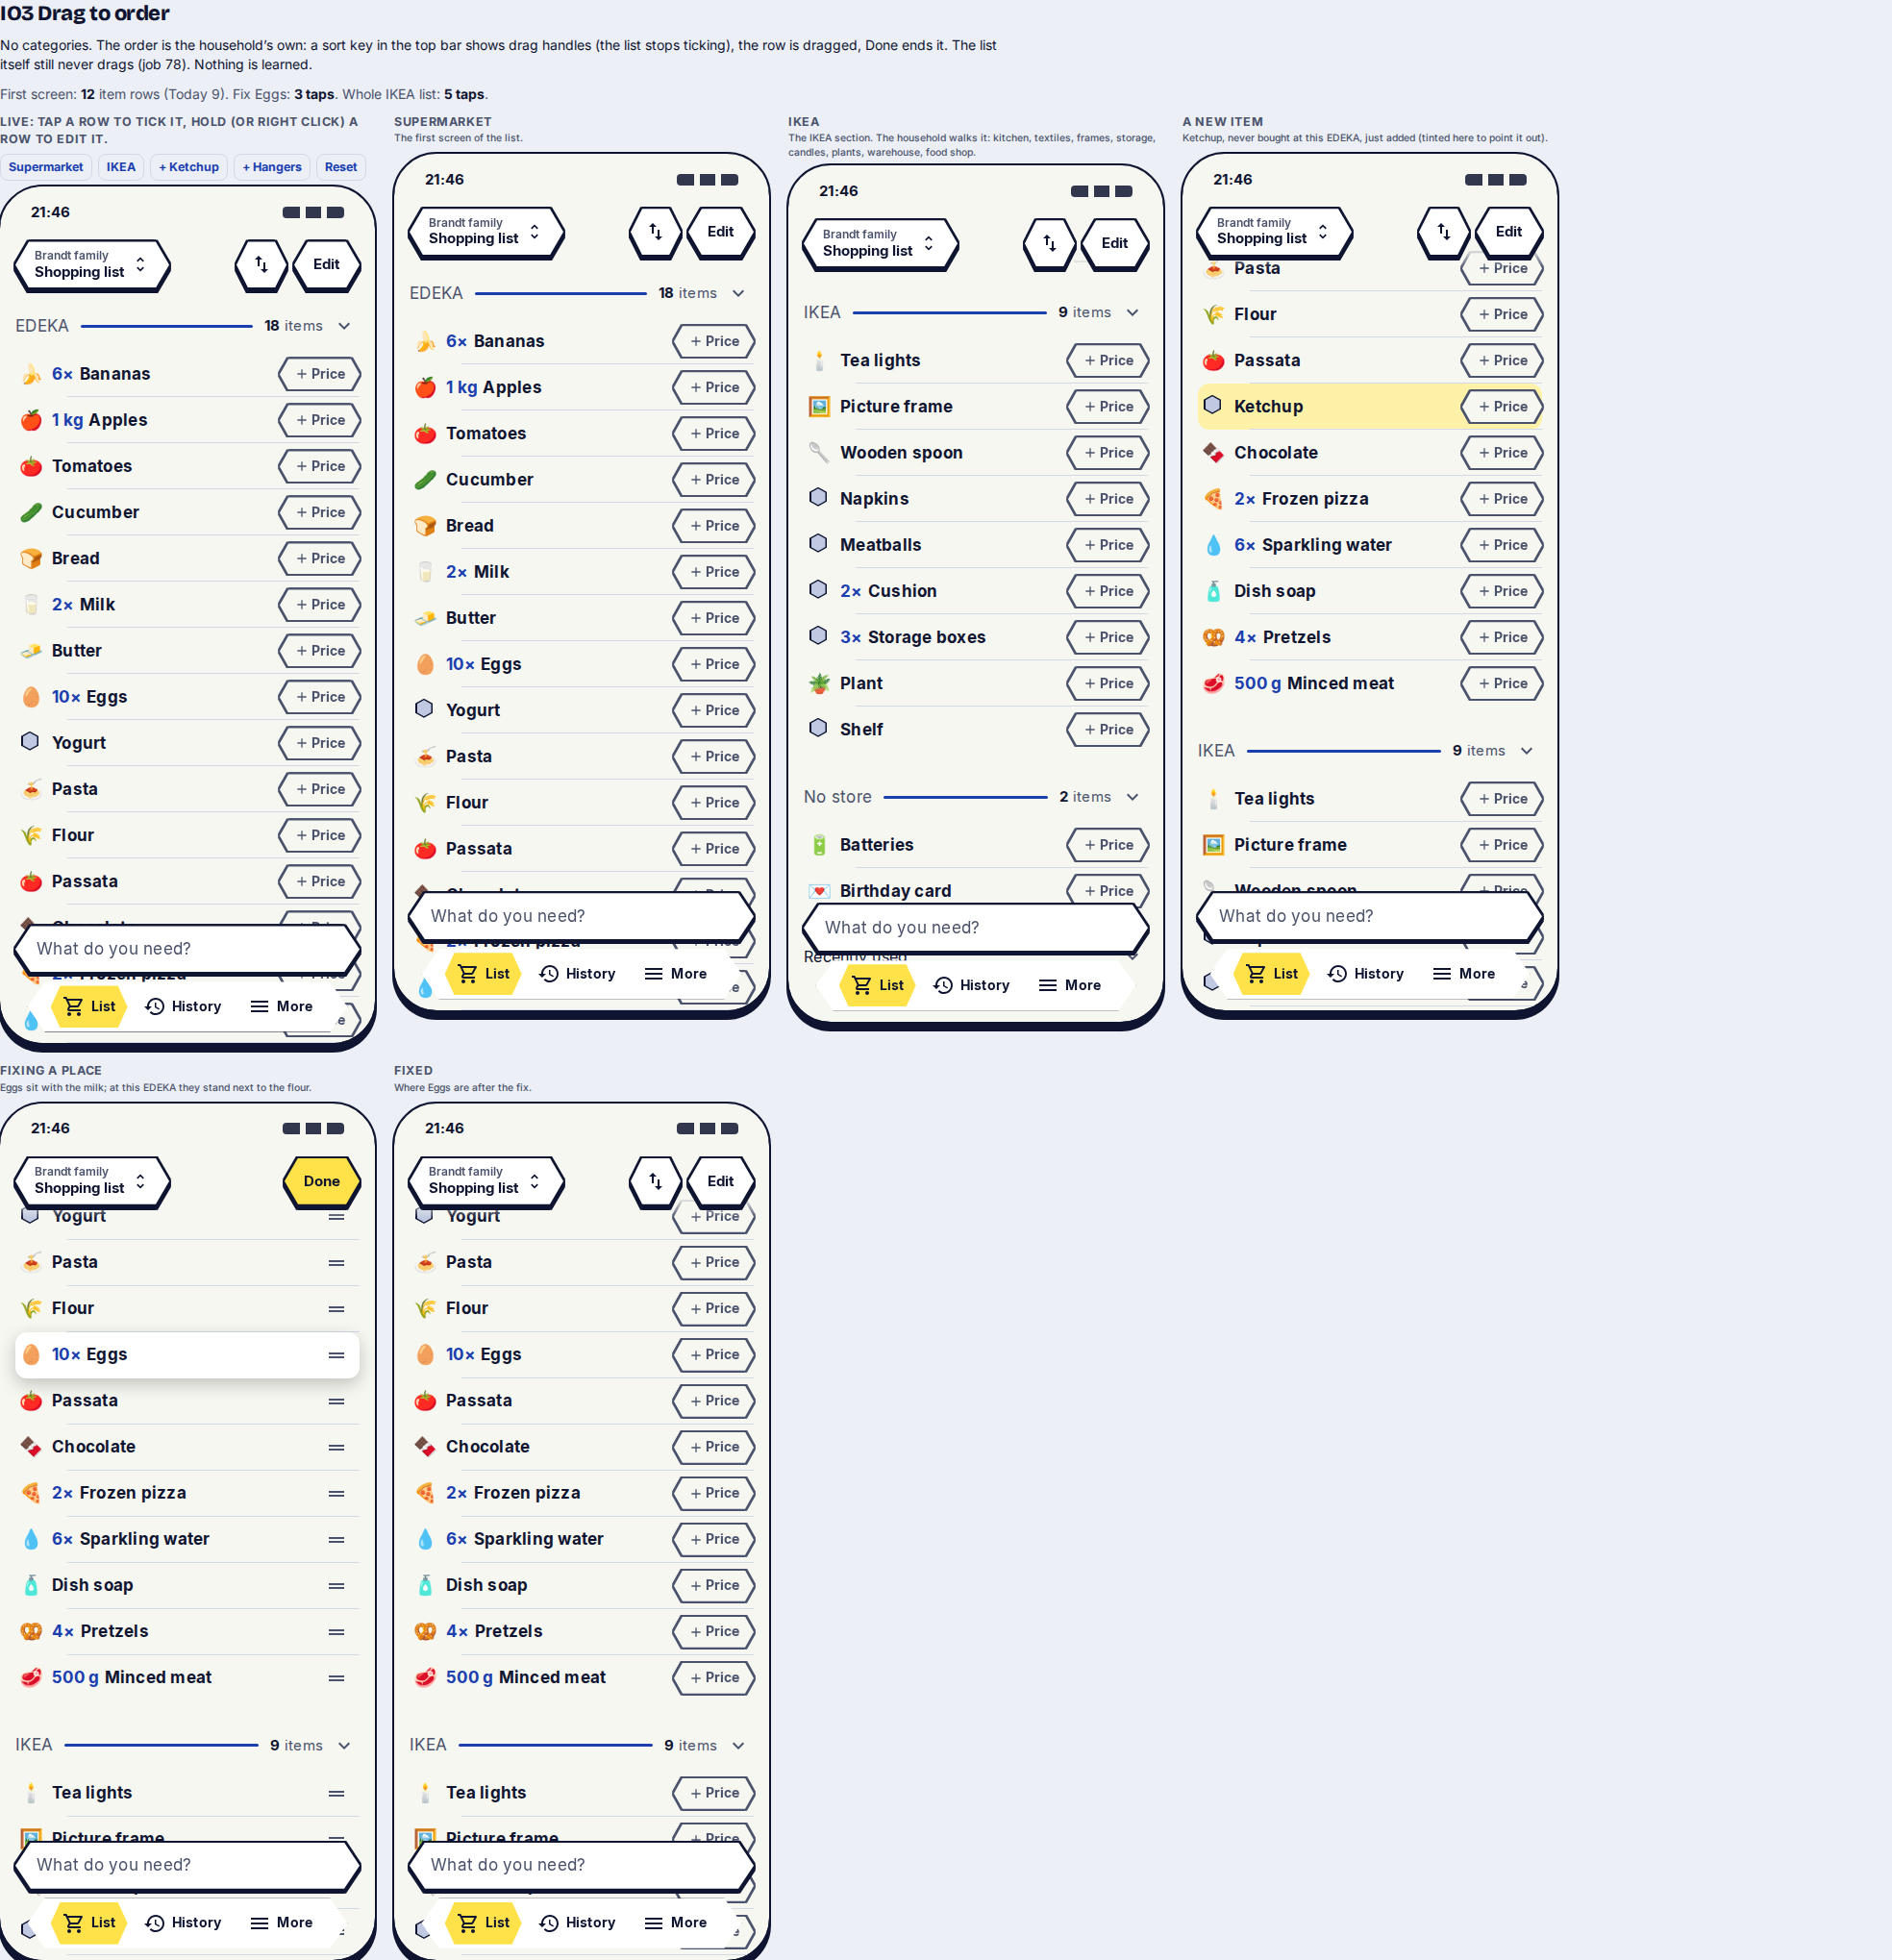 IO3 Drag to order
No categories. The order is the household's own: a sort key in the top bar shows drag handles (the list stops ticking), the row is dragged, Done ends it. The list
itself still never drags (job 78). Nothing is learned.
First screen: 12 item rows (Today 9). Fix Eggs: 3 taps. Whole IKEA list: 5 taps.
LIVE: TAP A ROW TO TICK IT, HOLD (OR RIGHT CLICK) A
ROW TO EDIT IT.
Supermarket
IKEA
+ Ketchup
+ Hangers
Reset
21:46
Brandt family
Shopping list
Edit
EDEKA 18 items
6× Bananas + Price
1 kg Apples + Price
Tomatoes + Price
Cucumber + Price
Bread + Price
2× Milk + Price
Butter + Price
10× Eggs + Price
Yogurt + Price
Pasta + Price
Flour + Price
Passata + Price
What do you need?
2× Frozen pizza
List History More
SUPERMARKET
The first screen of the list.
21:46
Brandt family
Shopping list
Edit
EDEKA 18 items
6× Bananas + Price
1 kg Apples + Price
Tomatoes + Price
Cucumber + Price
Bread + Price
2× Milk + Price
Butter + Price
10× Eggs + Price
Yogurt + Price
Pasta + Price
Flour + Price
Passata + Price
What do you need?
2× Frozen pizza
List History More
IKEA
The IKEA section. The household walks it: kitchen, textiles, frames, storage,
candles, plants, warehouse, food shop.
21:46
Brandt family
Shopping list
Edit
IKEA 9 items
Tea lights + Price
Picture frame + Price
Wooden spoon + Price
Napkins + Price
Meatballs + Price
2× Cushion + Price
3× Storage boxes + Price
Plant + Price
Shelf + Price
No store 2 items
Batteries + Price
Birthday card + Price
What do you need?
Recently used
List History More
A NEW ITEM
Ketchup, never bought at this EDEKA, just added (tinted here to point it out).
21:46
Brandt family
Shopping list
Edit
Pasta + Price
Flour + Price
Passata + Price
Ketchup + Price
Chocolate + Price
2× Frozen pizza + Price
6× Sparkling water + Price
Dish soap + Price
4× Pretzels + Price
500 g Minced meat + Price
IKEA 9 items
Tea lights + Price
Picture frame + Price
Wooden spoon + Price
What do you need?
List History More
FIXING A PLACE
Eggs sit with the milk; at this EDEKA they stand next to the flour.
21:46
Brandt family
Shopping list
Done
Yogurt
Pasta
Flour
10× Eggs
Passata
Chocolate
2× Frozen pizza
6× Sparkling water
Dish soap
4× Pretzels
500 g Minced meat
IKEA 9 items
Tea lights
Picture frame
What do you need?
List History More
FIXED
Where Eggs are after the fix.
21:46
Brandt family
Shopping list
Edit
Yogurt + Price
Pasta + Price
Flour + Price
10× Eggs + Price
Passata + Price
Chocolate + Price
2× Frozen pizza + Price
6× Sparkling water + Price
Dish soap + Price
4× Pretzels + Price
500 g Minced meat + Price
IKEA 9 items
Tea lights + Price
Picture frame + Price
What do you need?
List History More